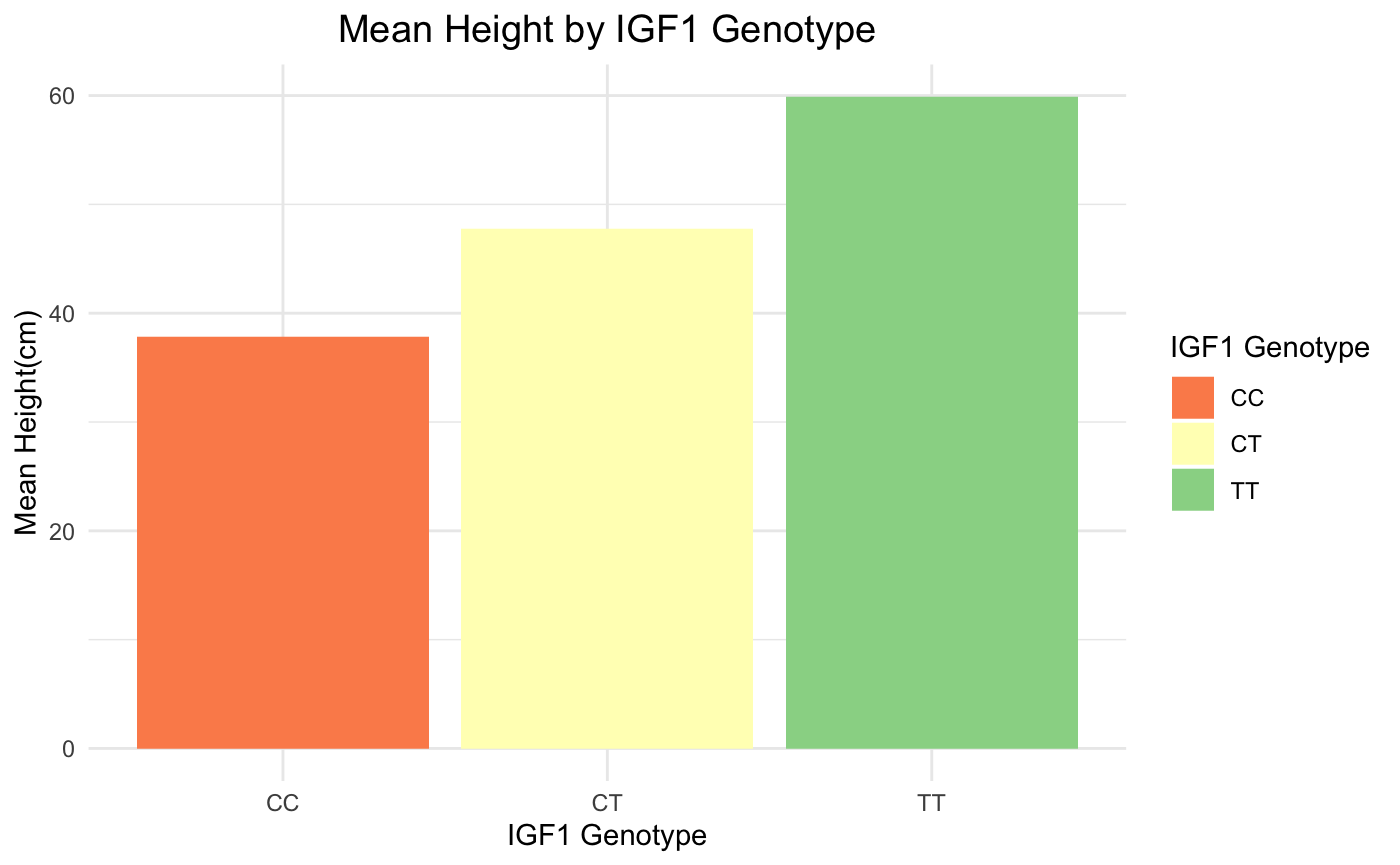 Mean Height by IGF1 Genotype
Mean Height(cm)
60
40
20
0
CC
CT
TT
IGF1 Genotype
IGF1 Genotype
CC
CT
TT